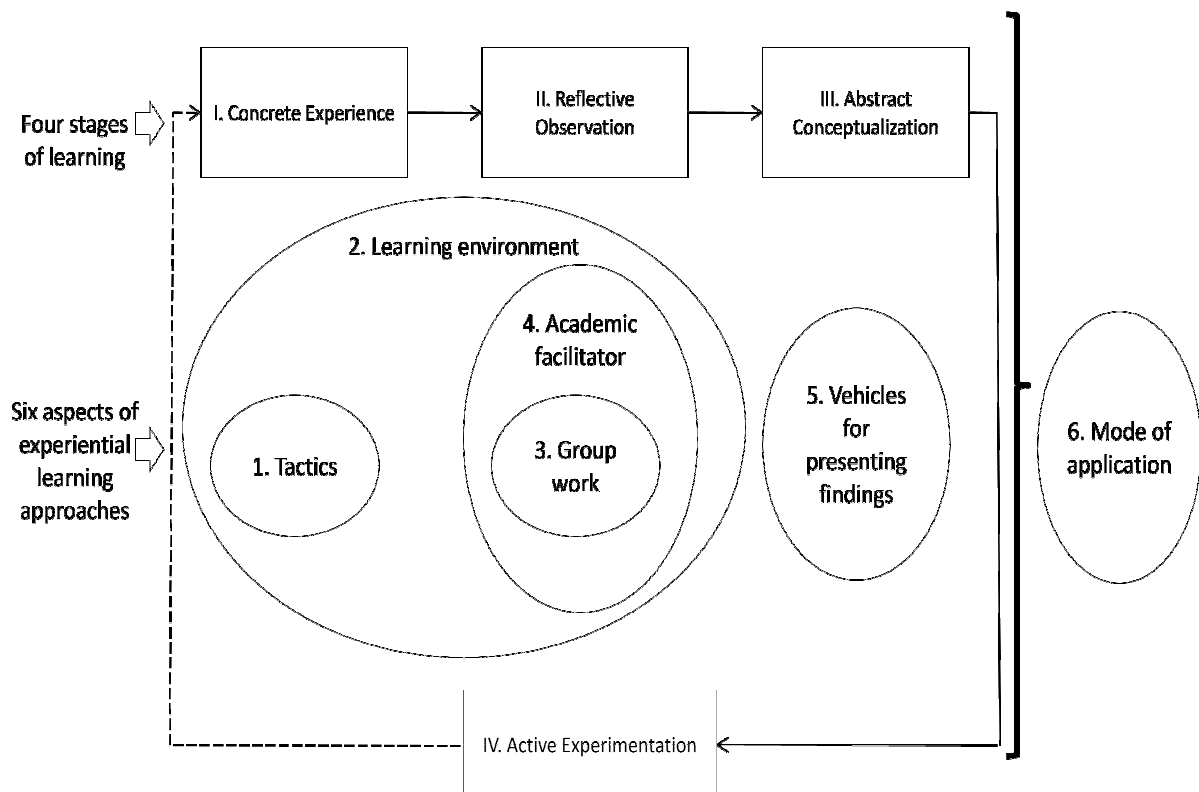 Four stages
of learning
I. Concrete Experience
II. Reflective
Observation
III. Abstract
Conceptualization
2. Learning environment
4. Academic
facilitator
Six aspects of
experiential
learning
approaches
1. Tactics
3. Group
work
5. Vehicles
for
presenting
findings
6. Mode of
application
IV. Active Experimentation